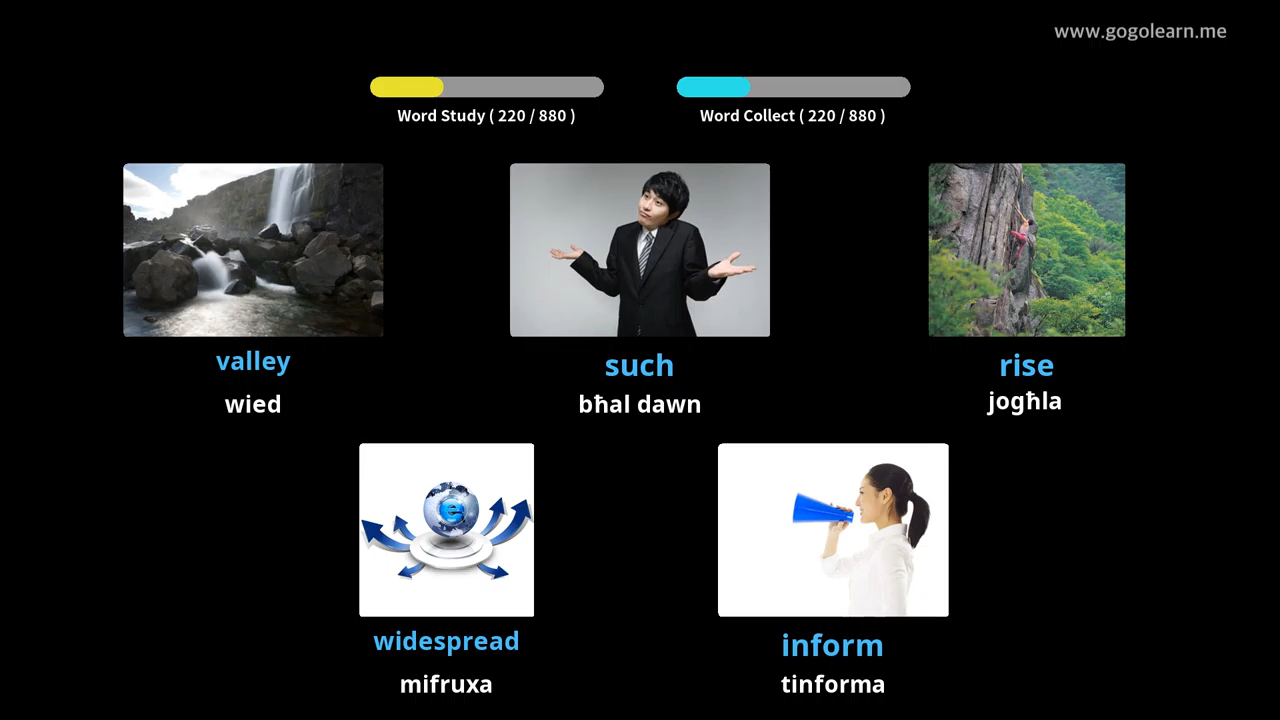 www.gogolearn.me
Word Study ( 220 / 880 )
Word Collect ( 220 / 880 )
valley
wied
such
bħal dawn
rise
jogħla
e
widespread
mifruxa
inform
tinforma